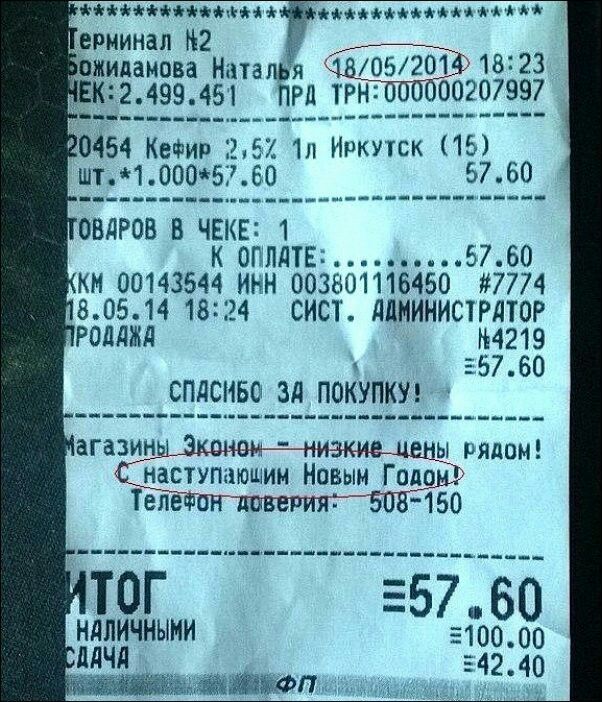 ********************************
Терминал №2
Божидамова Наталья 18/05/2014 18:23
ЧЕК:2.499.451 ПРД ТРН:000000207997
20454 Кефир 2,5% 1л Иркутск (15)
шт.*1.000*57.60 57.60
ТОВАРОВ В ЧЕКЕ: 1
К ОПЛАТЕ:..........57.60
ККМ 00143544 ИНН 003801116450 #7774
18.05.14 18:24 СИСТ. АДМИНИСТРАТОР
ПРОДАЖА №4219
≡57.60
СПАСИБО ЗА ПОКУПКУ!
Магазины Эконом - низкие цены рядом!
С наступающим Новым Годом!
Телефон доверия: 508-150
ИТОГ ≡57.60
НАЛИЧНЫМИ ≡100.00
СДАЧА ≡42.40
ФП